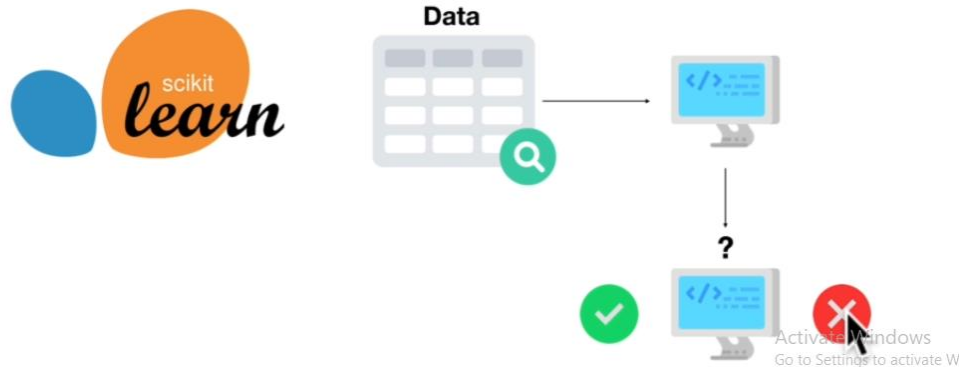 Data
scikit
learn
</>
?
</>
Activate Windows
Go to Settings to activate W